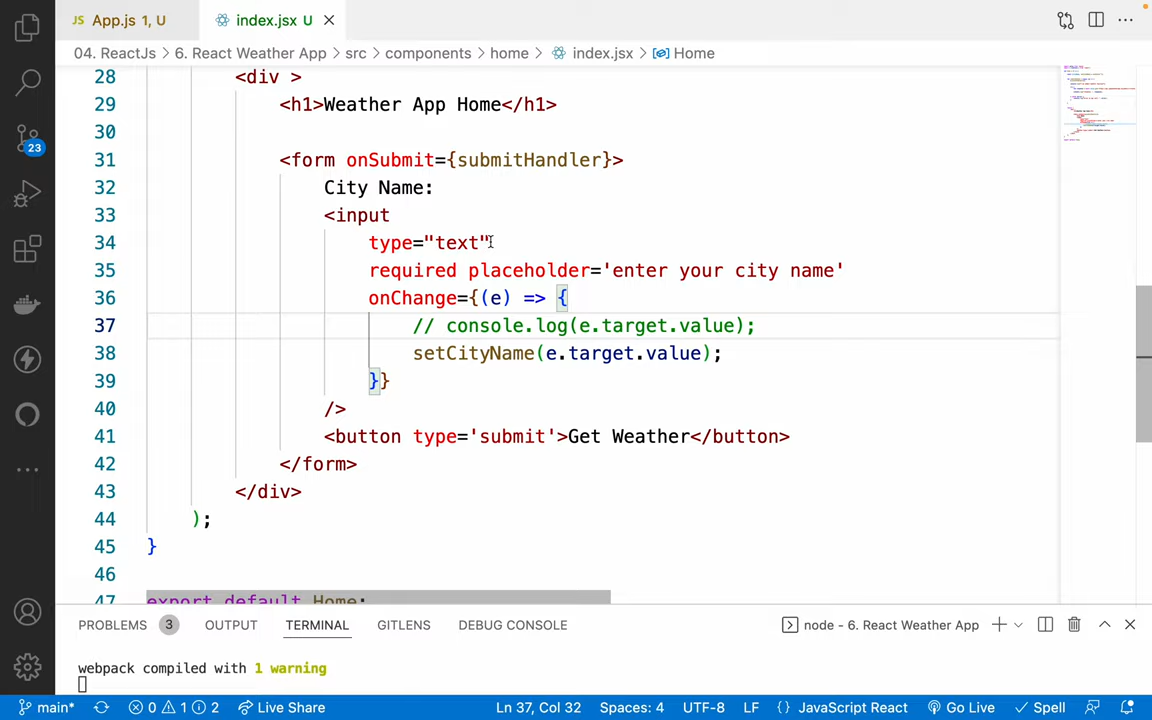 App.js 1, U
index.jsx U
04. ReactJs > 6. React Weather App > src > components > home > index.jsx > Home
28 <div >
29 <h1>Weather App Home</h1>
30
31 <form onSubmit={submitHandler}>
32 City Name:
33 <input
34 type="text"
35 required placeholder='enter your city name'
36 onChange={(e) => {
37 // console.log(e.target.value);
38 setCityName(e.target.value);
39 }}
40 />
41 <button type='submit'>Get Weather</button>
42 </form>
43 </div>
44 );
45 }
46
47 export default Home;
23
PROBLEMS 3 OUTPUT TERMINAL GITLENS DEBUG CONSOLE node - 6. React Weather App
webpack compiled with 1 warning
main* 0 1 2 Live Share Ln 37, Col 32 Spaces: 4 UTF-8 LF {} JavaScript React Go Live Spell